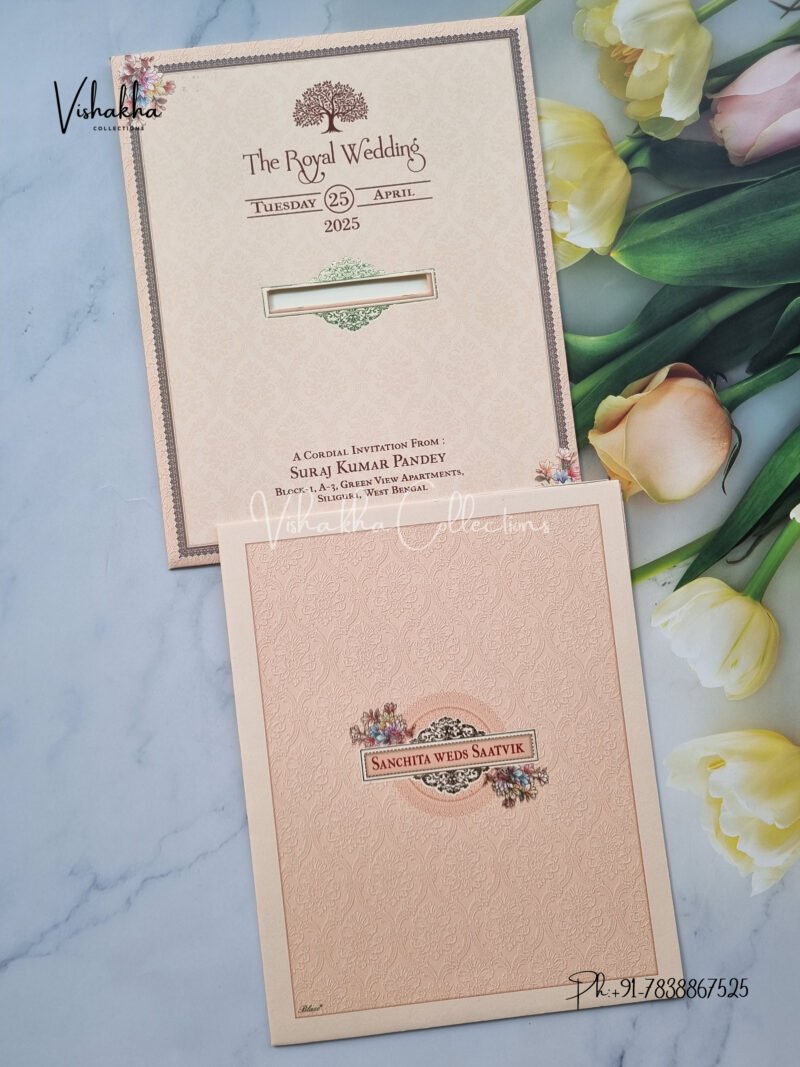 Vishakha
COLLECTIONS
The Royal Wedding
Tuesday 25 April
2025
A Cordial Invitation From :
Suraj Kumar Pandey
Block-1, A-3, Green View Apartments,
Siliguri, West Bengal
Vishakha Collections
Sanchita weds Saatvik
Ph:+91-7838867525
Blaze®